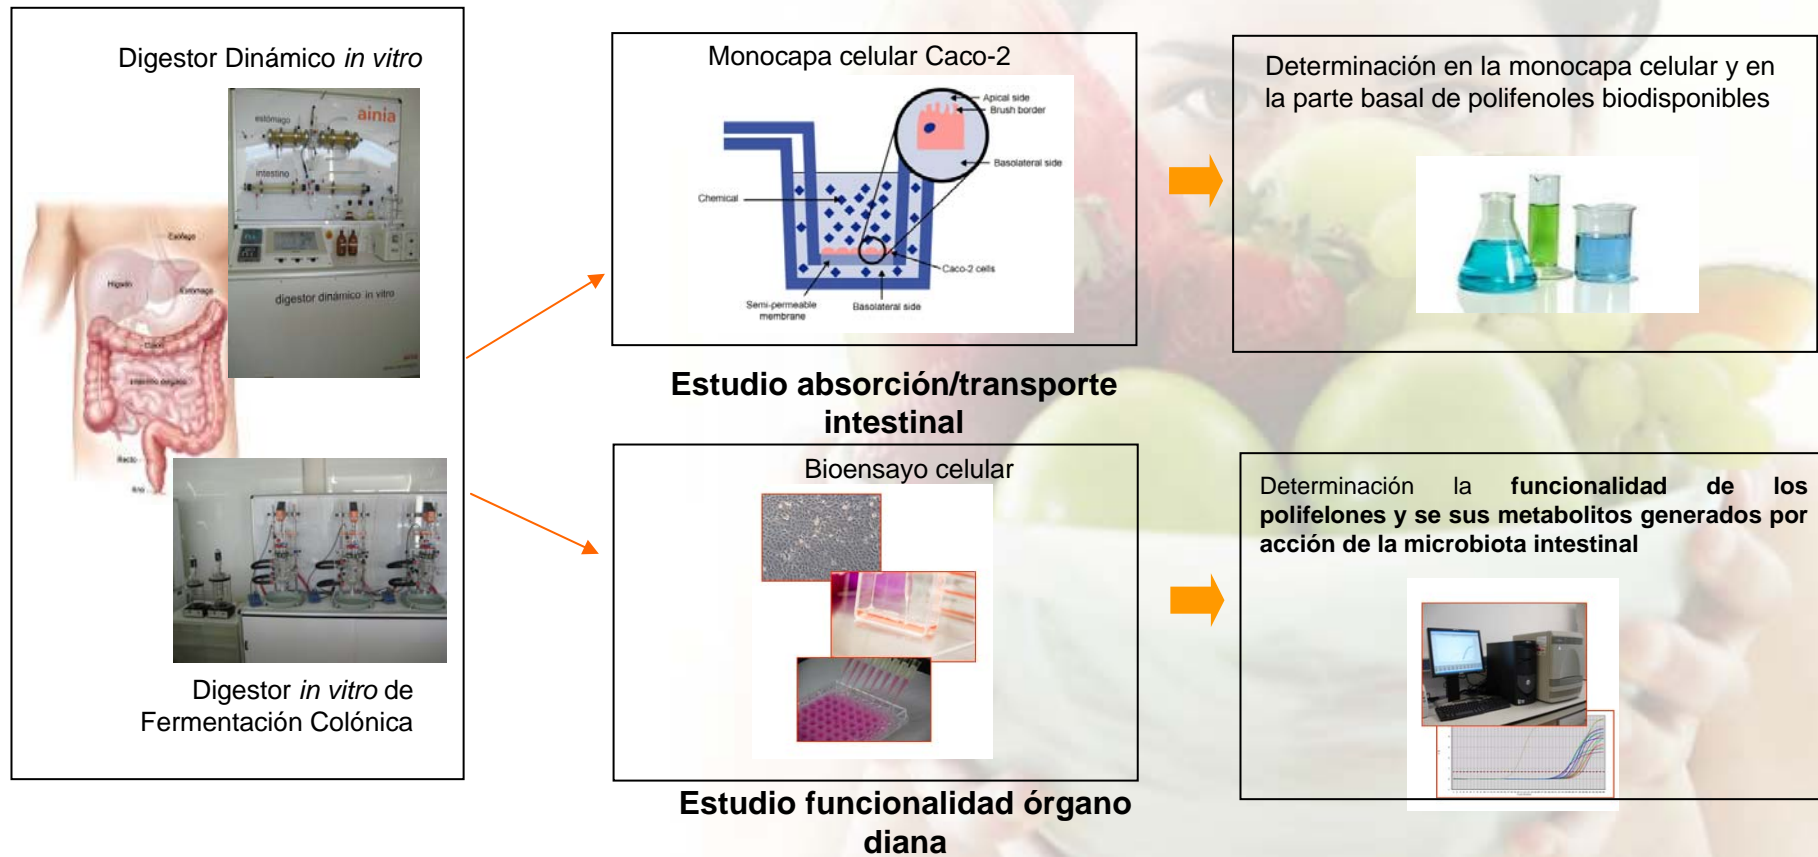 Digestor Dinámico in vitro
ainia
estómago
intestino
digestor dinámico in vitro
ainia
Esófago
Hígado
Estómago
Colon
Intestino delgado
Recto
Ano
Digestor in vitro de
Fermentación Colónica
Monocapa celular Caco-2
Apical side
Brush border
Basolateral side
Chemical
Caco-2 cells
Semi-permeable
membrane
Basolateral side
Estudio absorción/transporte
intestinal
Determinación en la monocapa celular y en
la parte basal de polifenoles biodisponibles
Bioensayo celular
Estudio funcionalidad órgano
diana
Determinación la funcionalidad de los
polifelones y se sus metabolitos generados por
acción de la microbiota intestinal